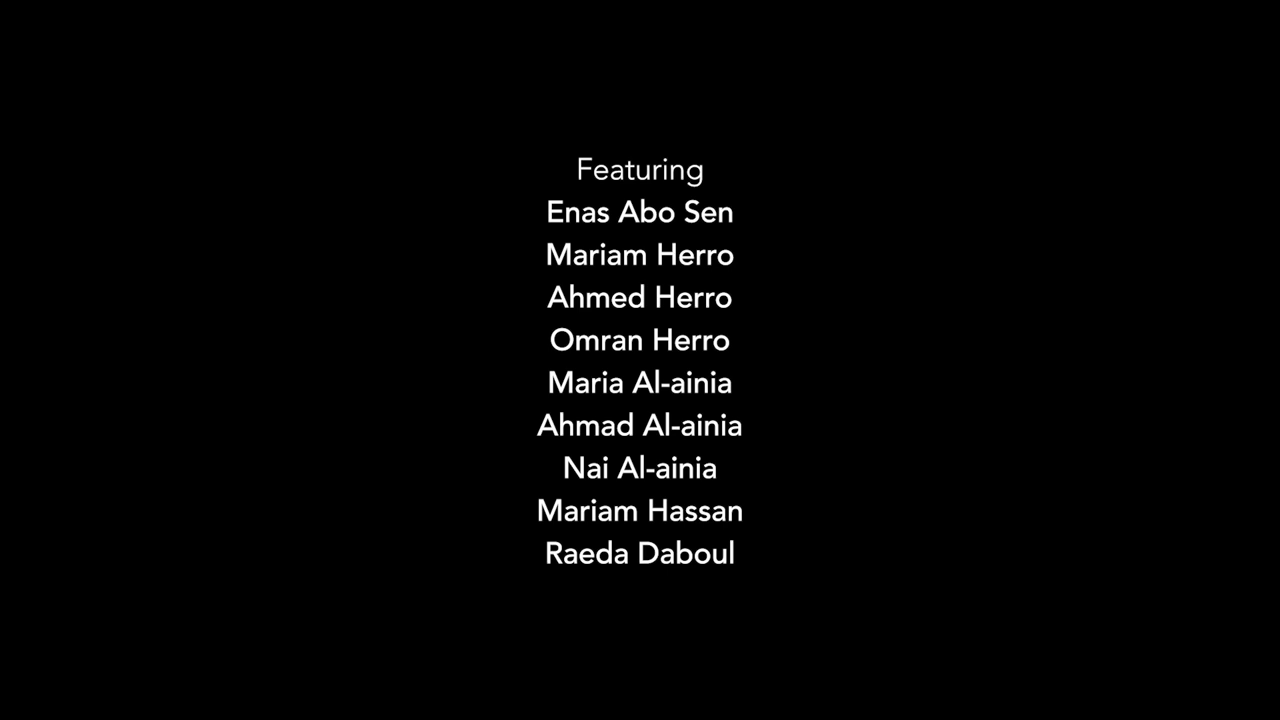 Featuring
Enas Abo Sen
Mariam Herro
Ahmed Herro
Omran Herro
Maria Al-ainia
Ahmad Al-ainia
Nai Al-ainia
Mariam Hassan
Raeda Daboul